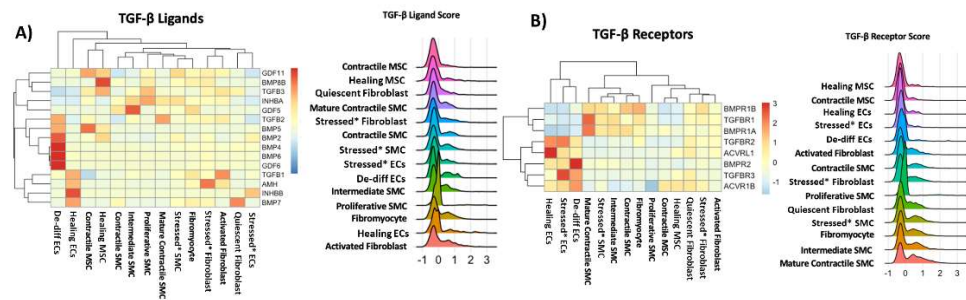 A)
TGF-β Ligands
GDF11
BMP8B
TGFB3
INHBA
GDF5
TGFB2
BMP5
BMP2
BMP4
BMP6
GDF6
TGFB1
AMH
INHBB
BMP7
De-diff ECs
Healing ECs
Contractile MSC
Healing MSC
Contractile SMC
Intermediate SMC
Proliferative SMC
Mature Contractile SMC
Stressed* SMC
Fibromyocyte
Stressed* Fibroblast
Activated Fibroblast
Quiescent Fibroblast
Stressed* ECs
TGF-β Ligand Score
Contractile MSC
Healing MSC
Quiescent Fibroblast
Mature Contractile SMC
Stressed* Fibroblast
Contractile SMC
Stressed* SMC
Stressed* ECs
De-diff ECs
Intermediate SMC
Proliferative SMC
Fibromyocyte
Healing ECs
Activated Fibroblast
-1 0 1 2 3
B)
TGF-β Receptors
BMPR1B
TGFBR1
BMPR1A
TGFBR2
ACVRL1
BMPR2
TGFBR3
ACVR1B
3
2
1
0
-1
Healing ECs
Stressed* ECs
De-diff ECs
Mature Contractile SMC
Stressed* SMC
Intermediate SMC
Contractile SMC
Fibromyocyte
Proliferative SMC
Contractile MSC
Healing MSC
Quiescent Fibroblast
Stressed* Fibroblast
Activated Fibroblast
TGF-β Receptor Score
Healing MSC
Contractile MSC
Healing ECs
Stressed* ECs
De-diff ECs
Activated Fibroblast
Contractile SMC
Stressed* Fibroblast
Proliferative SMC
Quiescent Fibroblast
Stressed* SMC
Fibromyocyte
Intermediate SMC
Mature Contractile SMC
-1 0 1 2 3